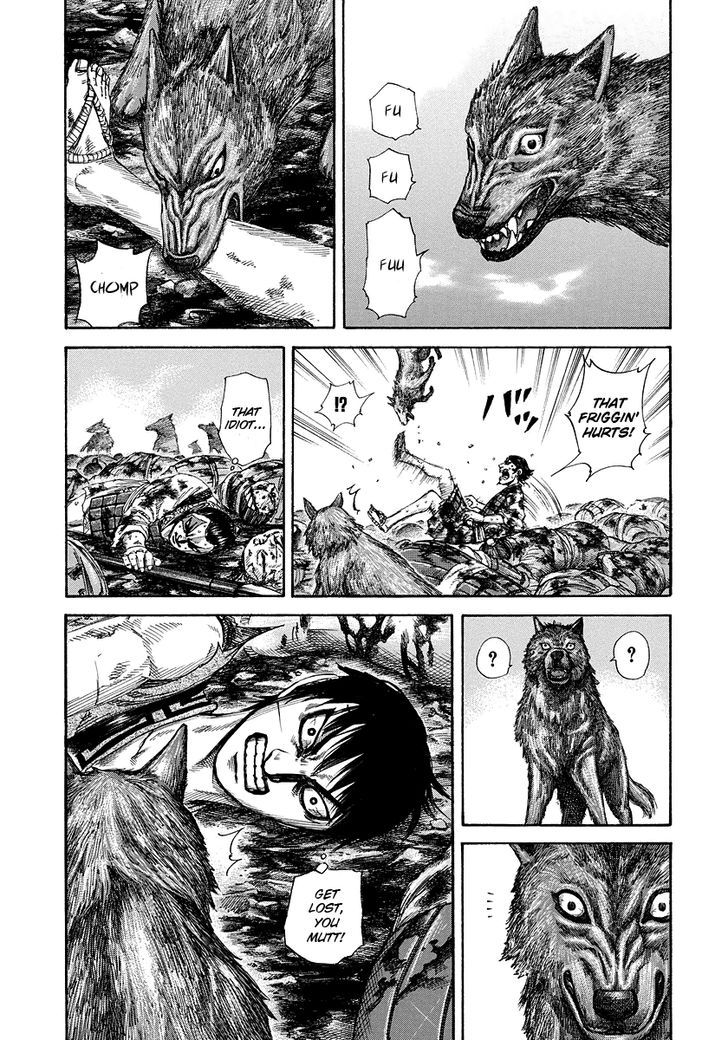 FU
FU
FUU
CHOMP
THAT
FRIGGIN'
HURTS!
!?
THAT
IDIOT...
?
?
GET
LOST,
YOU
MUTT!